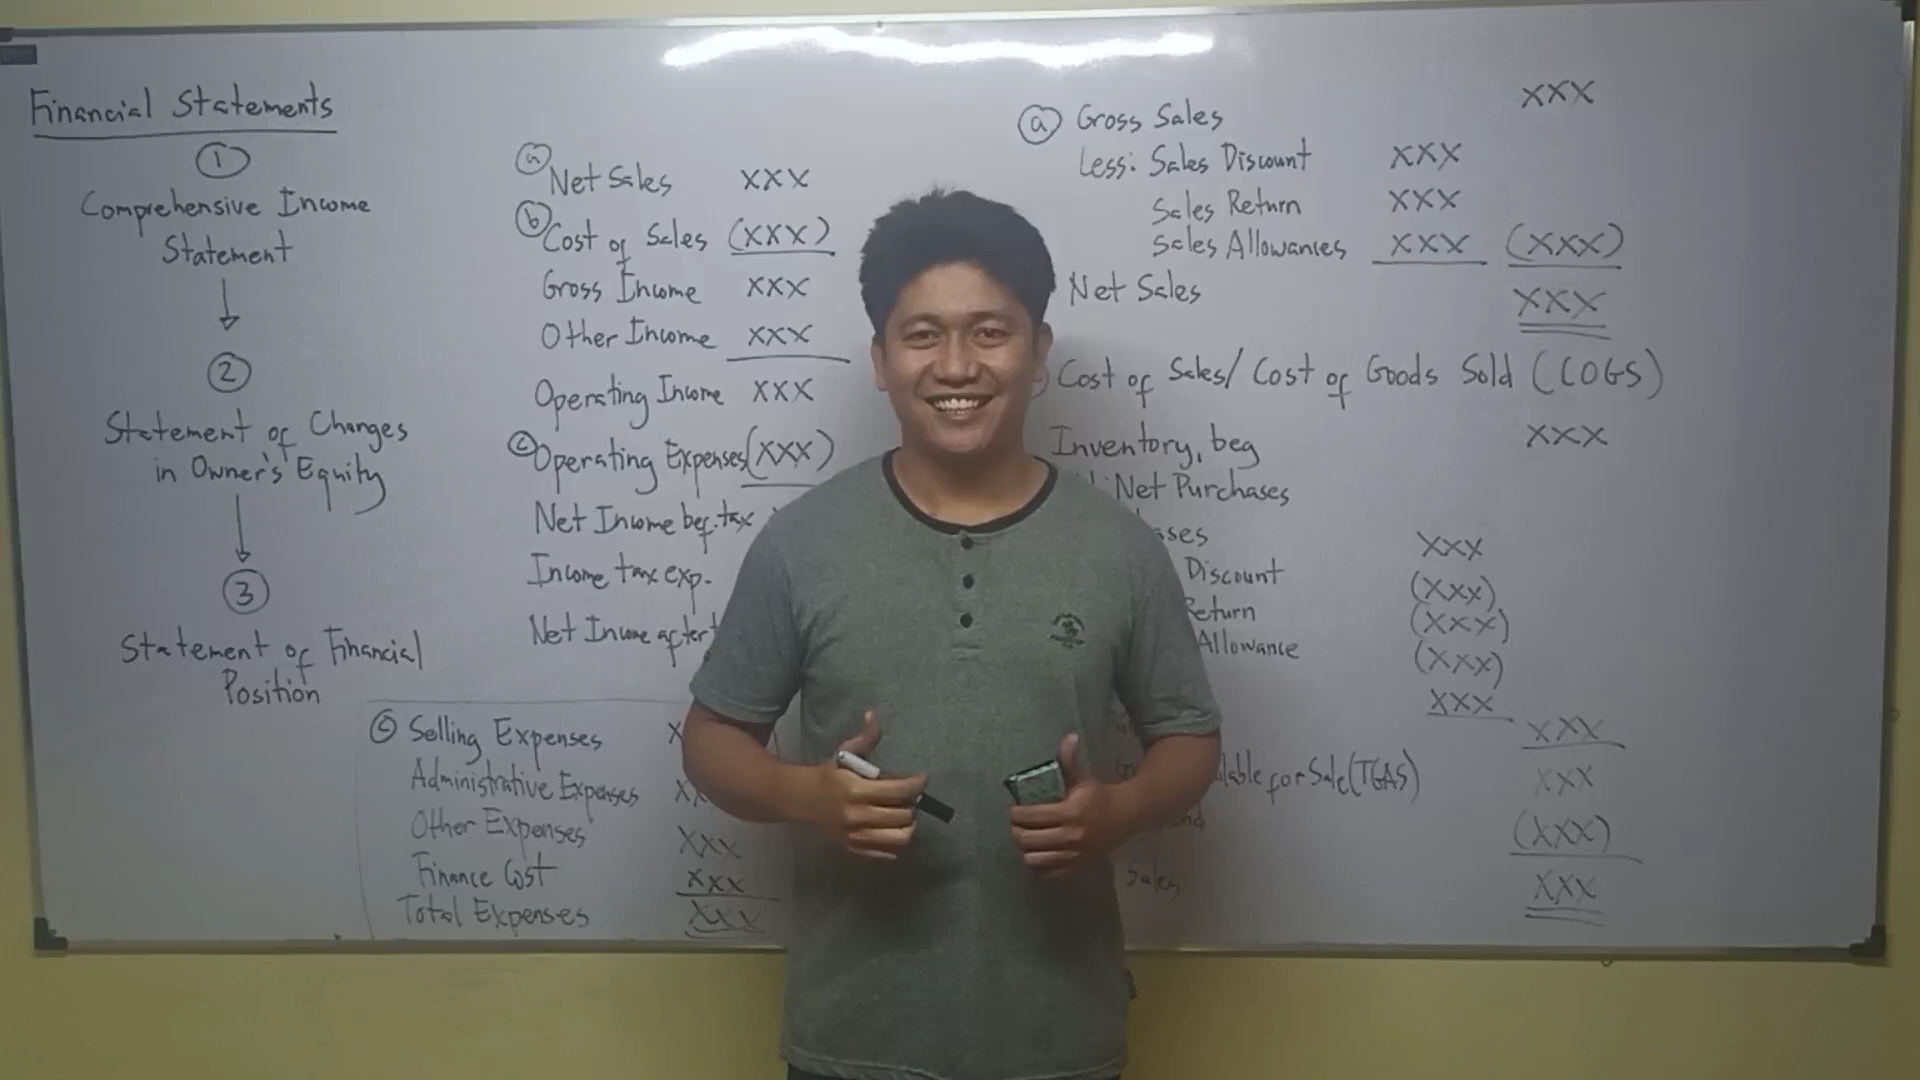 Financial Statements
①
Comprehensive Income
Statement
↓
②
Statement of Changes
in Owner's Equity
↓
③
Statement of Financial
Position
ⓐ Net Sales XXX
ⓑ Cost of Sales (XXX)
Gross Income XXX
Other Income XXX
Operating Income XXX
ⓒ Operating Expenses (XXX)
Net Income bef. tax
Income tax exp.
Net Income after
ⓒ Selling Expenses
Administrative Expenses
Other Expenses XXX
Finance Cost XXX
Total Expenses XXX
ⓐ Gross Sales XXX
Less: Sales Discount XXX
Sales Return XXX
Sales Allowances XXX (XXX)
Net Sales XXX
Cost of Sales/ Cost of Goods Sold (COGS)
Inventory, beg XXX
Net Purchases
XXX
Discount (XXX)
Return (XXX)
Allowance (XXX)
XXX XXX
for Sale (TGAS) XXX
(XXX)
Sales XXX